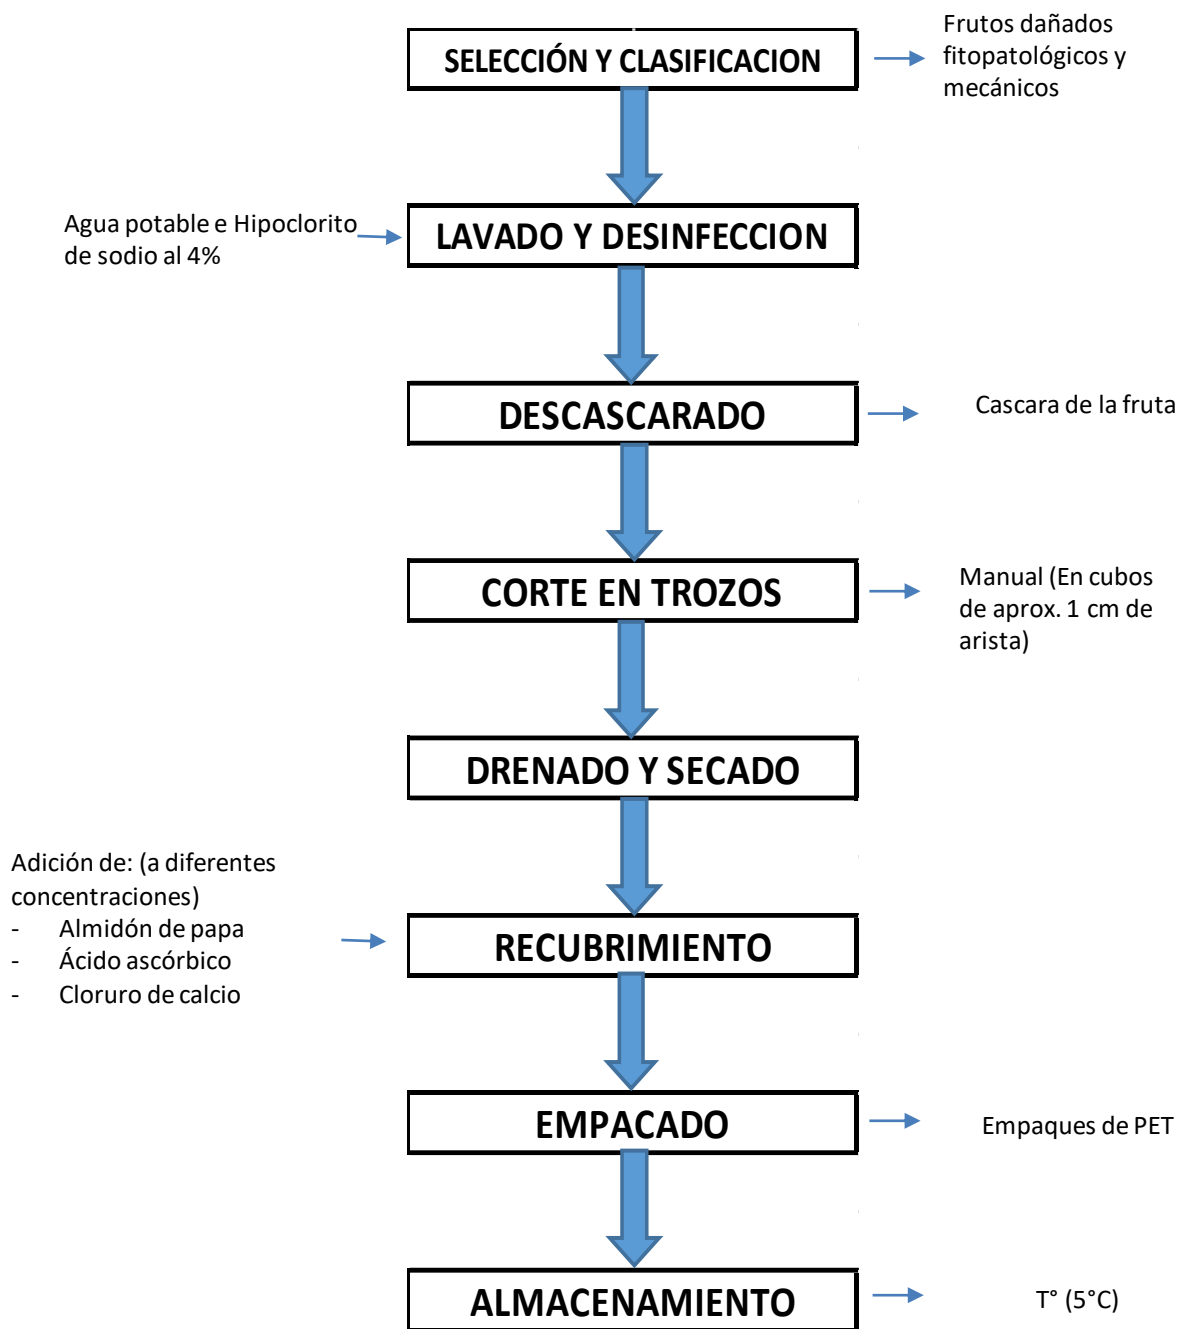 SELECCIÓN Y CLASIFICACION
Frutos dañados
fitopatológicos y
mecánicos
Agua potable e Hipoclorito
de sodio al 4%
LAVADO Y DESINFECCION
DESCASCARADO
Cascara de la fruta
CORTE EN TROZOS
Manual (En cubos
de aprox. 1 cm de
arista)
DRENADO Y SECADO
Adición de: (a diferentes
concentraciones)
- Almidón de papa
- Ácido ascórbico
- Cloruro de calcio
RECUBRIMIENTO
EMPACADO
Empaques de PET
ALMACENAMIENTO
T° (5°C)